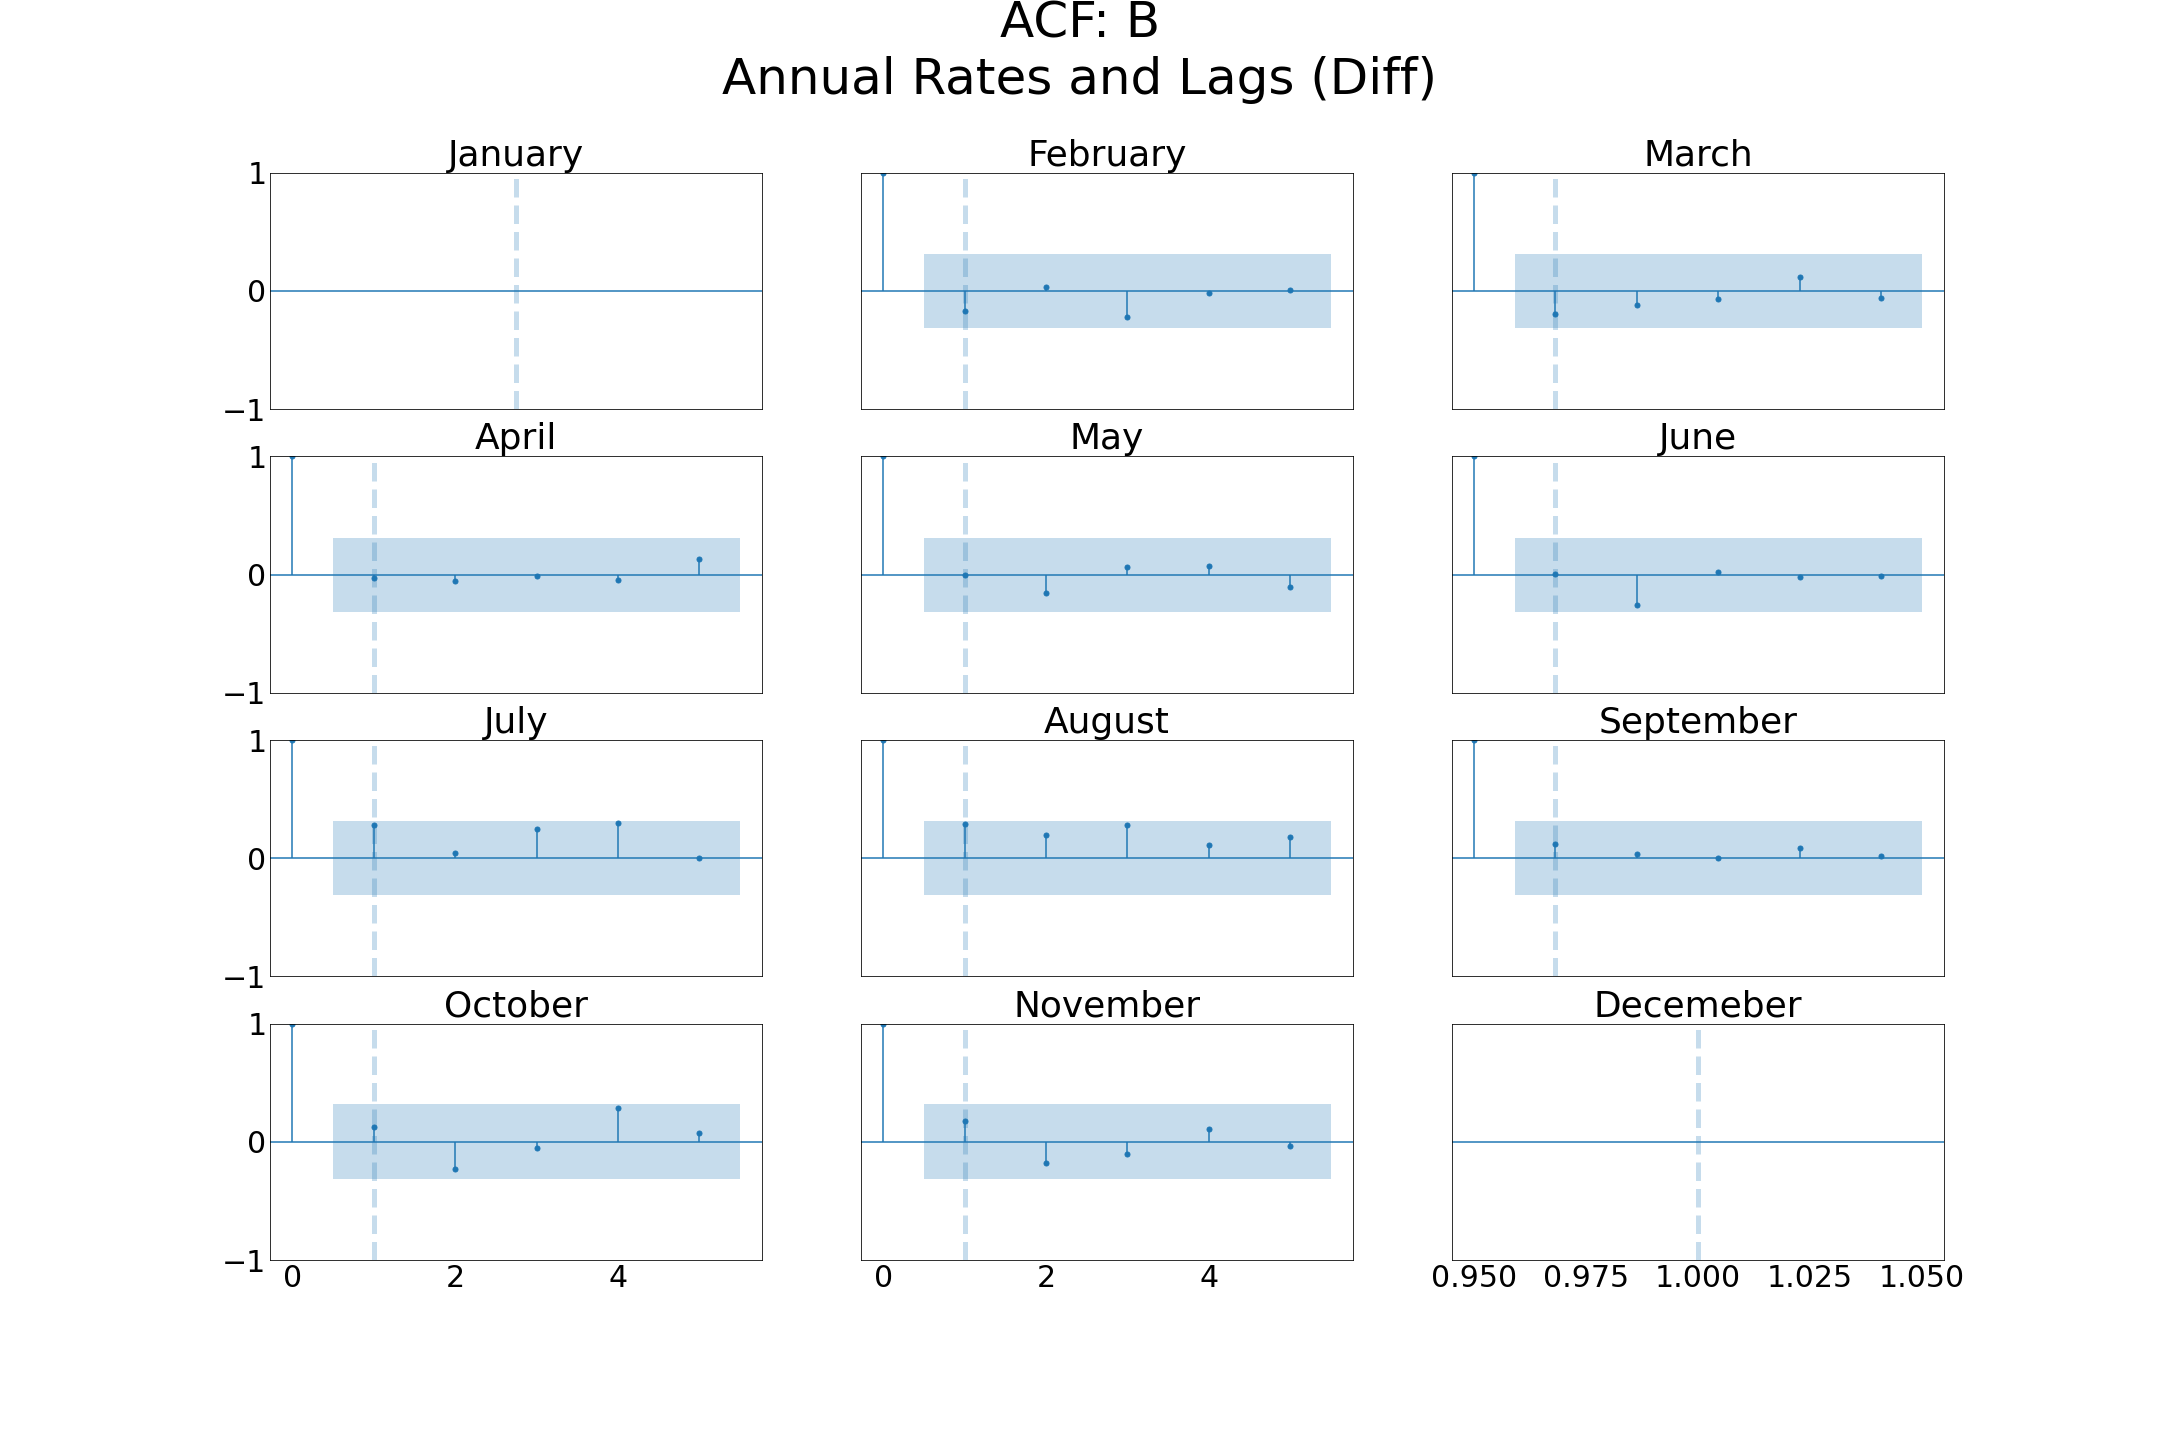 ACF: B
Annual Rates and Lags (Diff)
January
February
March
1
0
−1
April
May
June
1
0
−1
July
August
September
1
0
−1
October
November
Decemeber
1
0
−1
0 2 4
0 2 4
0.950 0.975 1.000 1.025 1.050